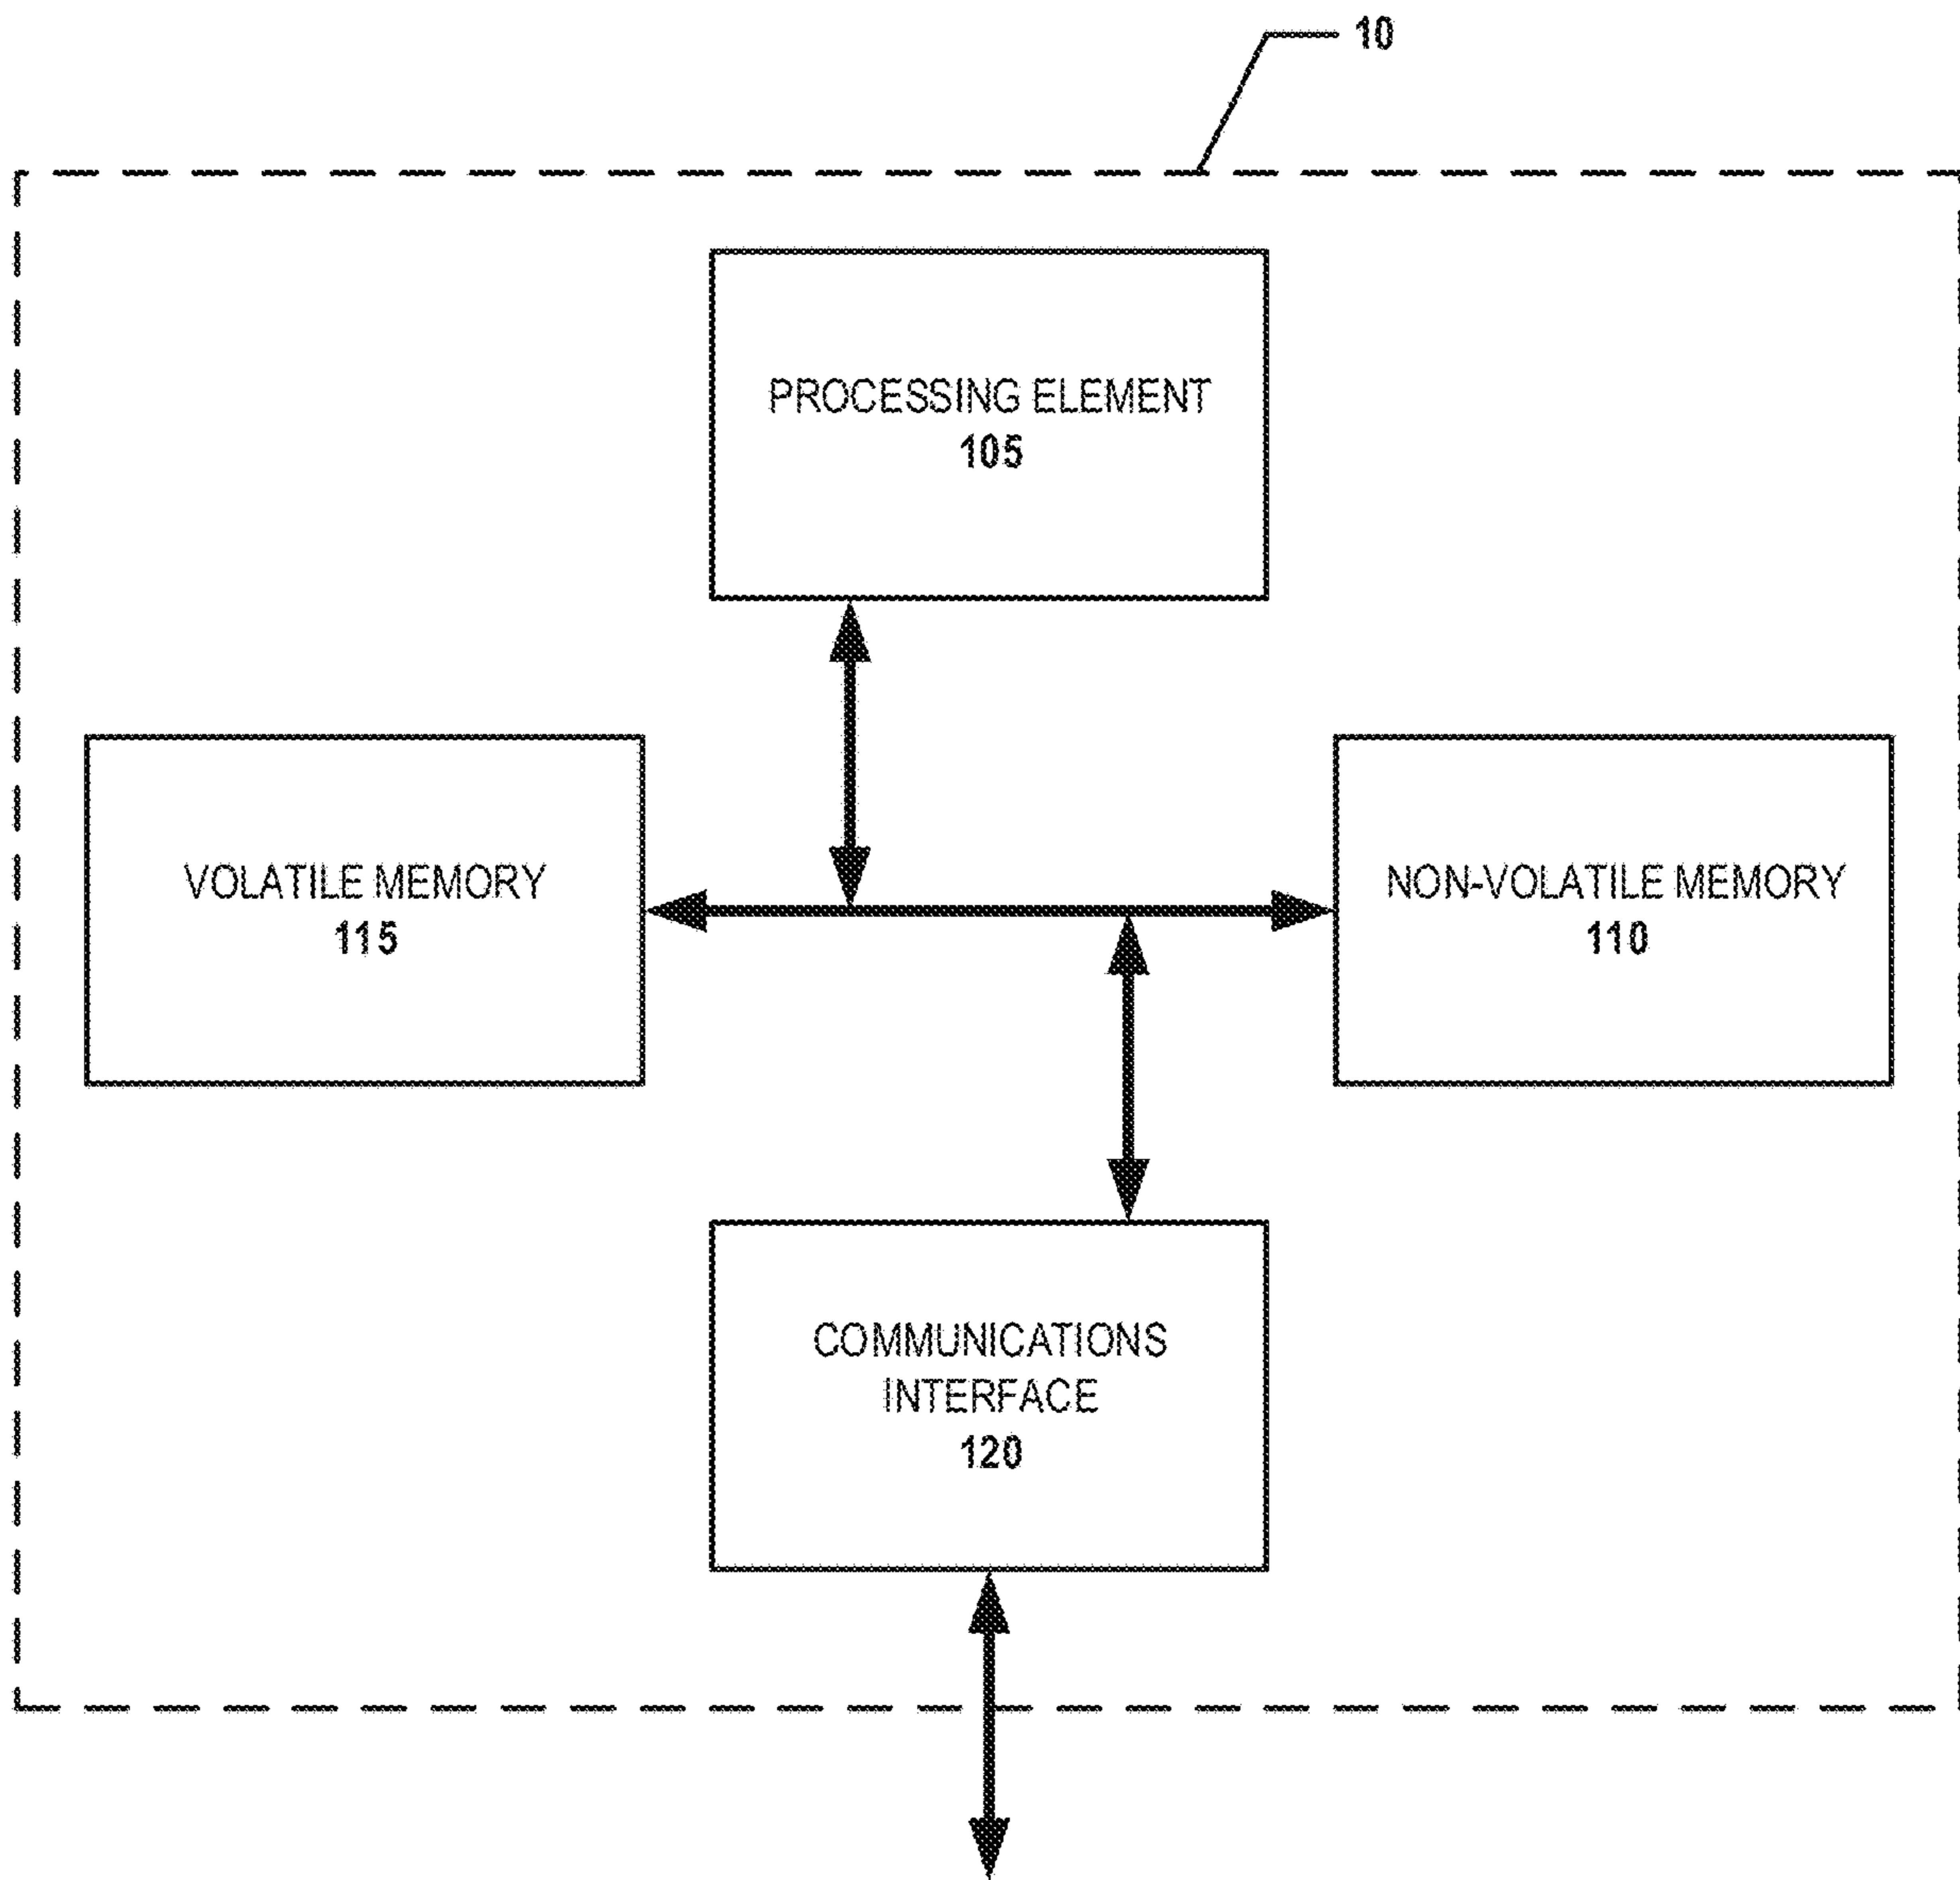 10
PROCESSING ELEMENT
105
VOLATILE MEMORY
115
NON-VOLATILE MEMORY
110
COMMUNICATIONS
INTERFACE
120